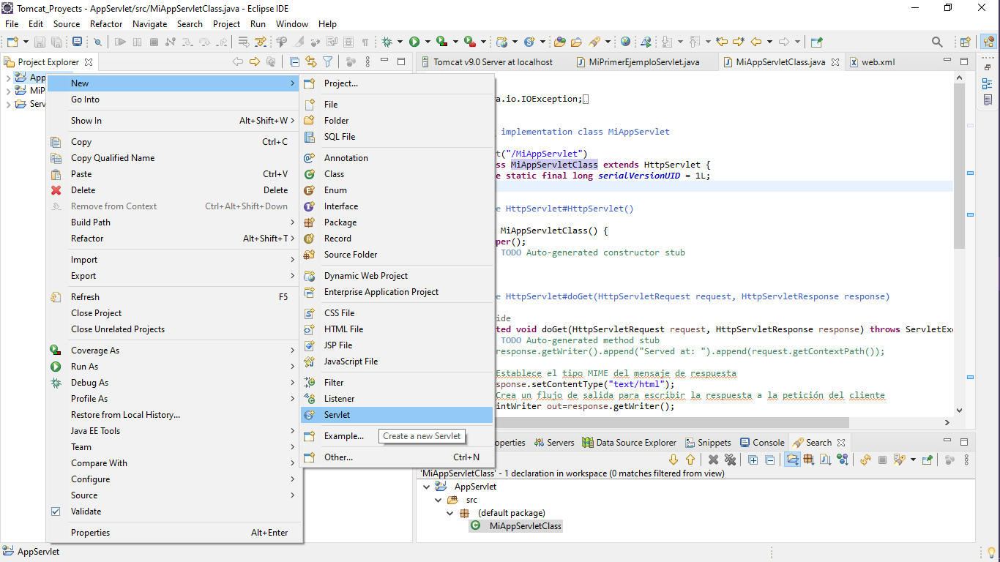 Tomcat_Proyects - AppServlet/src/MiAppServletClass.java - Eclipse IDE
File Edit Source Refactor Navigate Search Project Run Window Help
Project Explorer
App
MiP
Serv
New
Go Into
Show In Alt+Shift+W
Copy Ctrl+C
Copy Qualified Name
Paste Ctrl+V
Delete Delete
Remove from Context Ctrl+Alt+Shift+Down
Build Path
Refactor Alt+Shift+T
Import
Export
Refresh F5
Close Project
Close Unrelated Projects
Coverage As
Run As
Debug As
Profile As
Restore from Local History...
Java EE Tools
Team
Compare With
Configure
Source
Validate
Properties Alt+Enter
Project...
File
Folder
SQL File
Annotation
Class
Enum
Interface
Package
Record
Source Folder
Dynamic Web Project
Enterprise Application Project
CSS File
HTML File
JSP File
JavaScript File
Filter
Listener
Servlet
Example...
Create a new Servlet
Other... Ctrl+N
Tomcat v9.0 Server at localhost MiPrimerEjemploServlet.java MiAppServletClass.java web.xml
a.io.IOException;
implementation class MiAppServlet
t("/MiAppServlet")
ss MiAppServletClass extends HttpServlet {
e static final long serialVersionUID = 1L;
e HttpServlet#HttpServlet()
MiAppServletClass() {
per();
TODO Auto-generated constructor stub
e HttpServlet#doGet(HttpServletRequest request, HttpServletResponse response)
ide
ted void doGet(HttpServletRequest request, HttpServletResponse response) throws ServletEx
TODO Auto-generated method stub
response.getWriter().append("Served at: ").append(request.getContextPath());
Establece el tipo MIME del mensaje de respuesta
sponse.setContentType("text/html");
Crea un flujo de salida para escribir la respuesta a la petición del cliente
intWriter out=response.getWriter();
operties Servers Data Source Explorer Snippets Console Search
'MiAppServletClass' - 1 declaration in workspace (0 matches filtered from view)
AppServlet
src
(default package)
MiAppServletClass
AppServlet